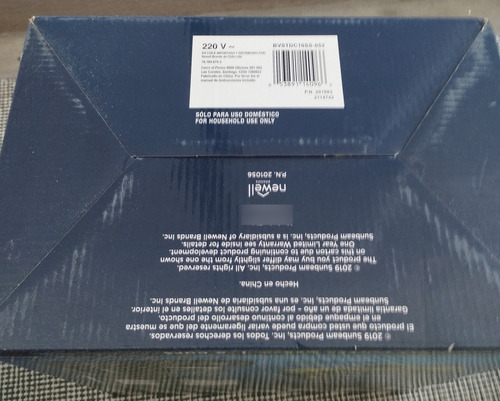 220 V ~
BVSTDC1650-052
SÓLO PARA USO DOMÉSTICO
FOR HOUSEHOLD USE ONLY
P.N. 201056
newell
BRANDS
© 2019 Sunbeam Products, Inc. Todos los derechos reservados.
El producto que usted compra puede variar ligeramente del que se muestra
en el empaque debido al continuo desarrollo del producto.
Garantía limitada de un año - por favor consulte los detalles en el interior.
Sunbeam Products, Inc. es una subsidiaria de Newell Brands Inc.
Hecho en China.
© 2019 Sunbeam Products, Inc. All rights reserved.
The product you buy may differ slightly from the one shown
on this carton due to continuing product development.
One Year Limited Warranty see inside for details.
Sunbeam Products, Inc. is a subsidiary of Newell Brands Inc.